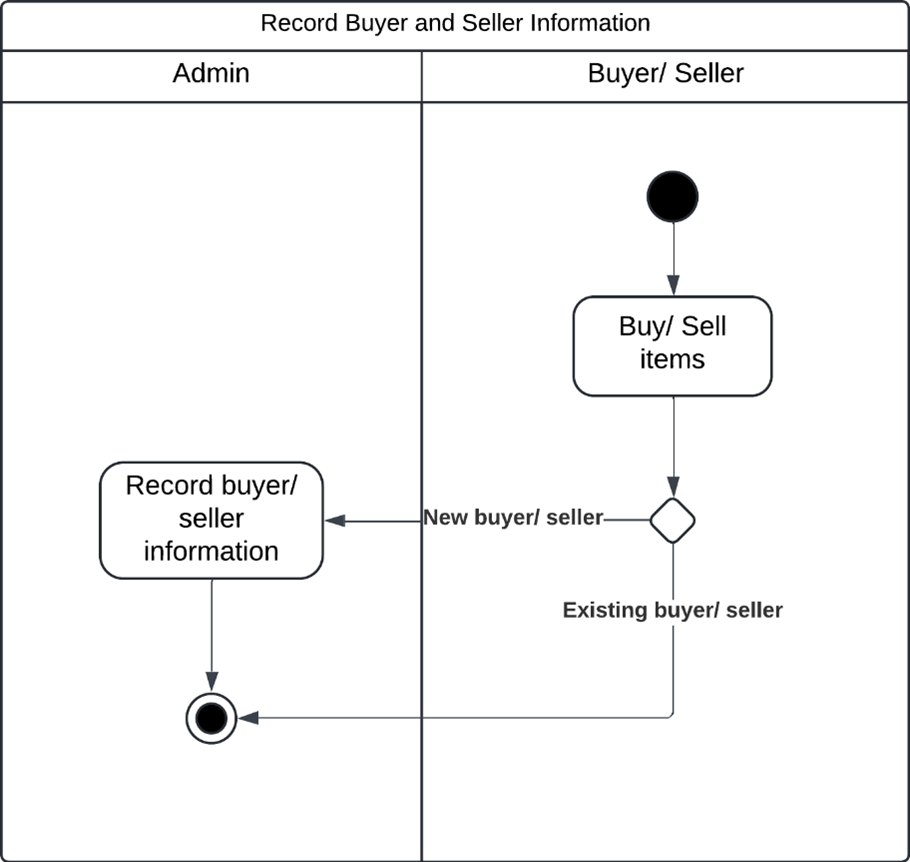 Record Buyer and Seller Information
Admin
Buyer/ Seller
Buy/ Sell
items
Record buyer/
seller
information
New buyer/ seller
Existing buyer/ seller